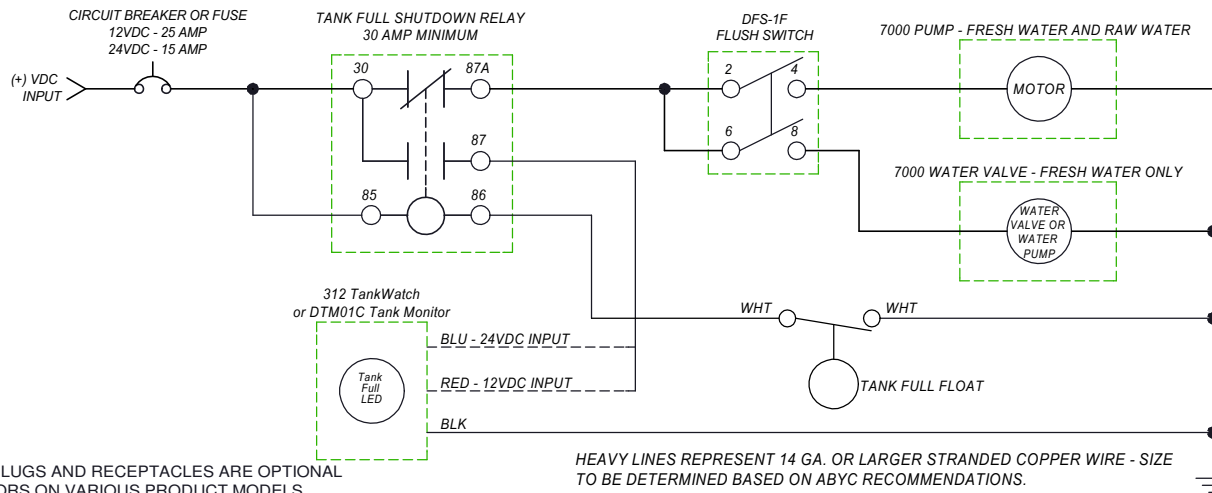 CIRCUIT BREAKER OR FUSE
12VDC - 25 AMP
24VDC - 15 AMP
TANK FULL SHUTDOWN RELAY
30 AMP MINIMUM
DFS-1F
FLUSH SWITCH
7000 PUMP - FRESH WATER AND RAW WATER
(+) VDC
INPUT
30
87A
2
4
MOTOR
87
6
8
7000 WATER VALVE - FRESH WATER ONLY
85
86
WATER
VALVE OR
WATER
PUMP
312 TankWatch
or DTM01C Tank Monitor
WHT
WHT
BLU - 24VDC INPUT
Tank
Full
LED
RED - 12VDC INPUT
TANK FULL FLOAT
BLK
LUGS AND RECEPTACLES ARE OPTIONAL
ORS ON VARIOUS PRODUCT MODELS
HEAVY LINES REPRESENT 14 GA. OR LARGER STRANDED COPPER WIRE - SIZE
TO BE DETERMINED BASED ON ABYC RECOMMENDATIONS.